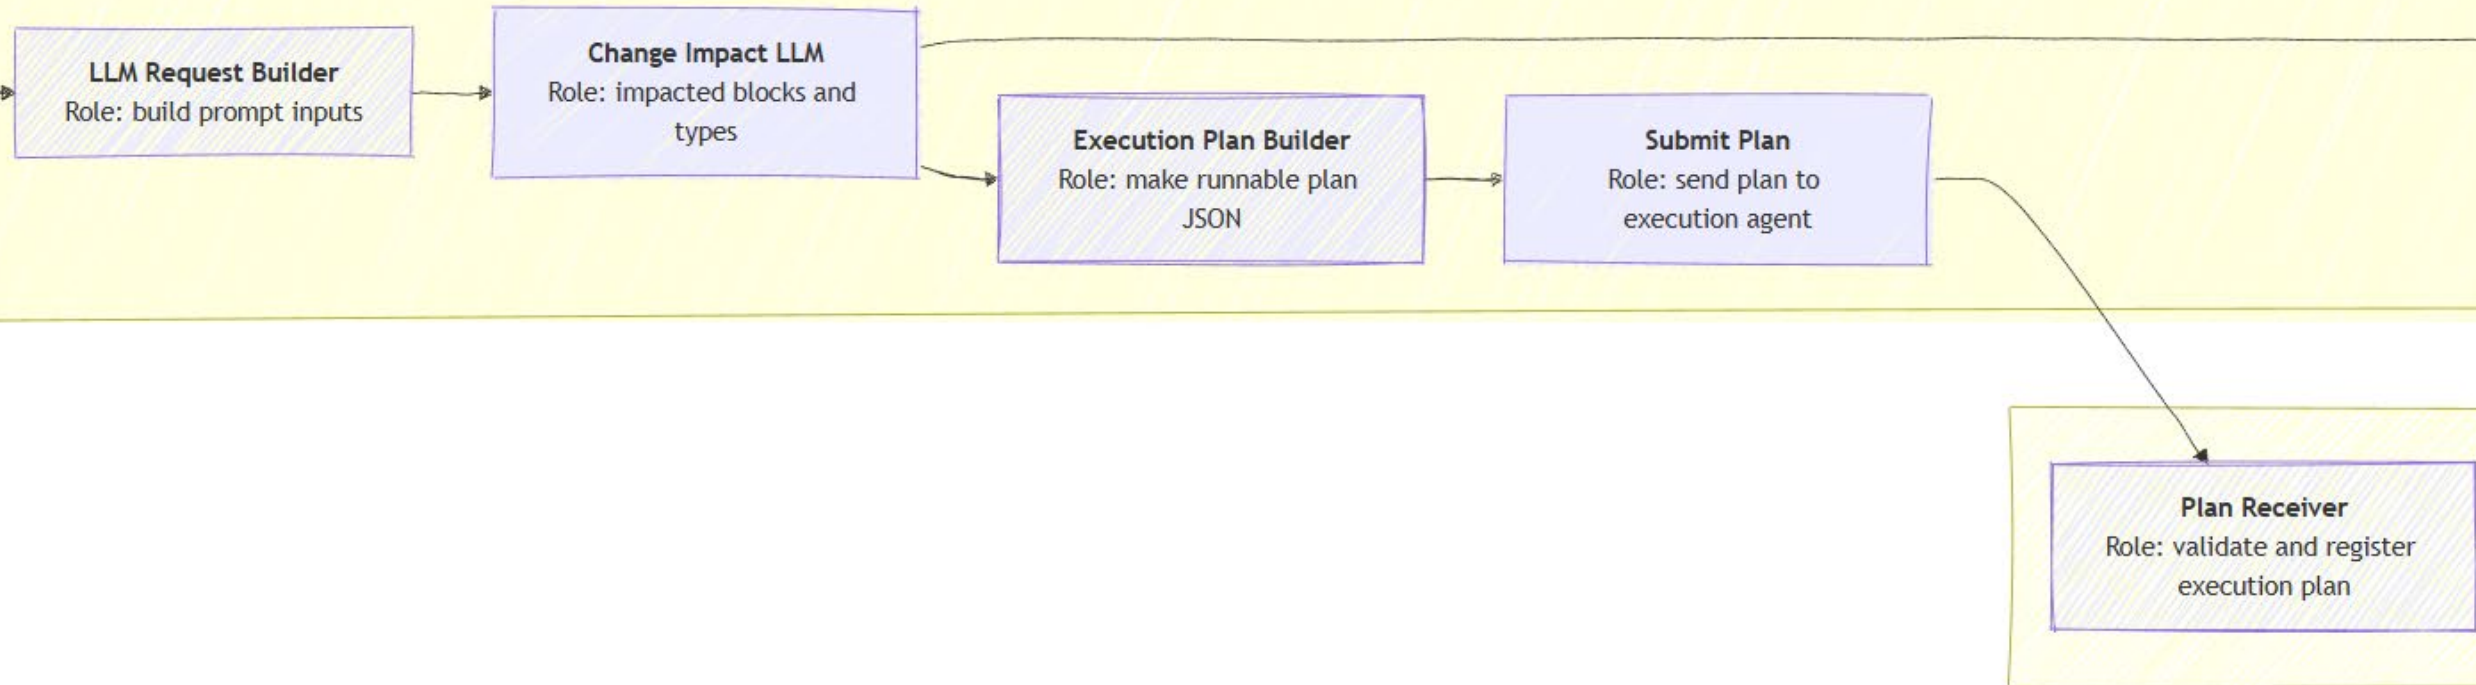 LLM Request Builder
Role: build prompt inputs
Change Impact LLM
Role: impacted blocks and
types
Execution Plan Builder
Role: make runnable plan
JSON
Submit Plan
Role: send plan to
execution agent
Plan Receiver
Role: validate and register
execution plan